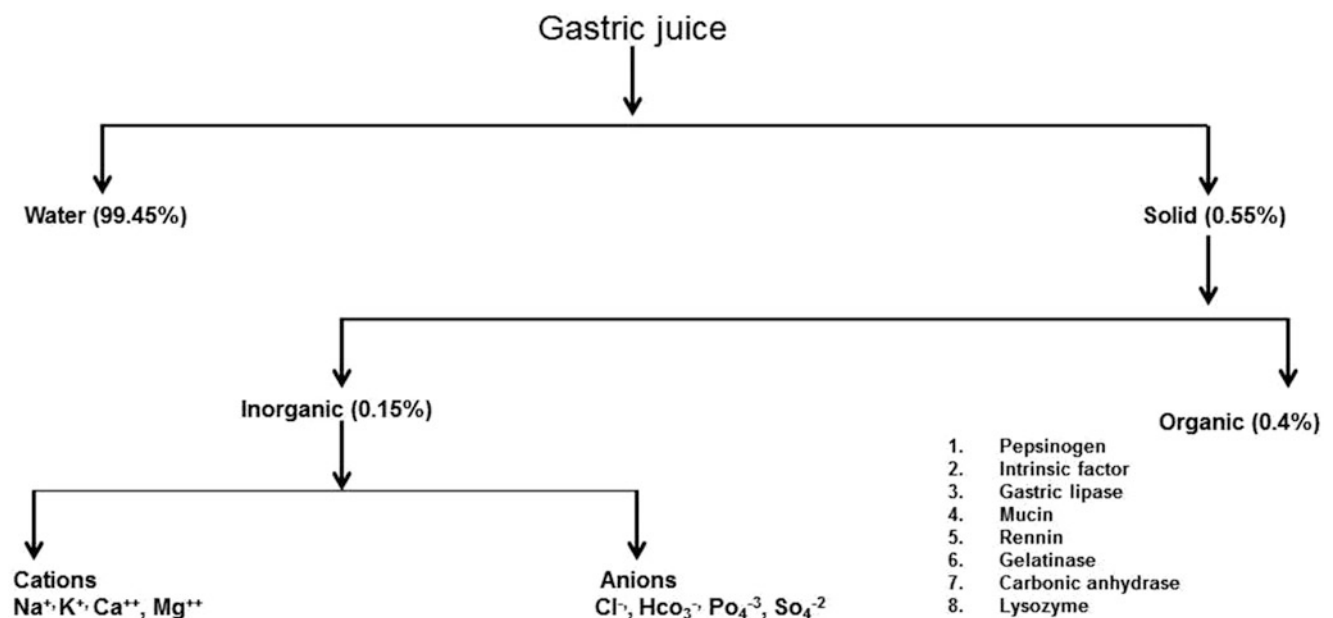 Gastric juice
Water (99.45%)
Solid (0.55%)
Inorganic (0.15%)
Organic (0.4%)
1. Pepsinogen
2. Intrinsic factor
3. Gastric lipase
4. Mucin
5. Rennin
6. Gelatinase
7. Carbonic anhydrase
8. Lysozyme
Cations
Na⁺, K⁺, Ca⁺⁺, Mg⁺⁺
Anions
Cl⁻, Hco₃⁻, Po₄⁻³, So₄⁻²